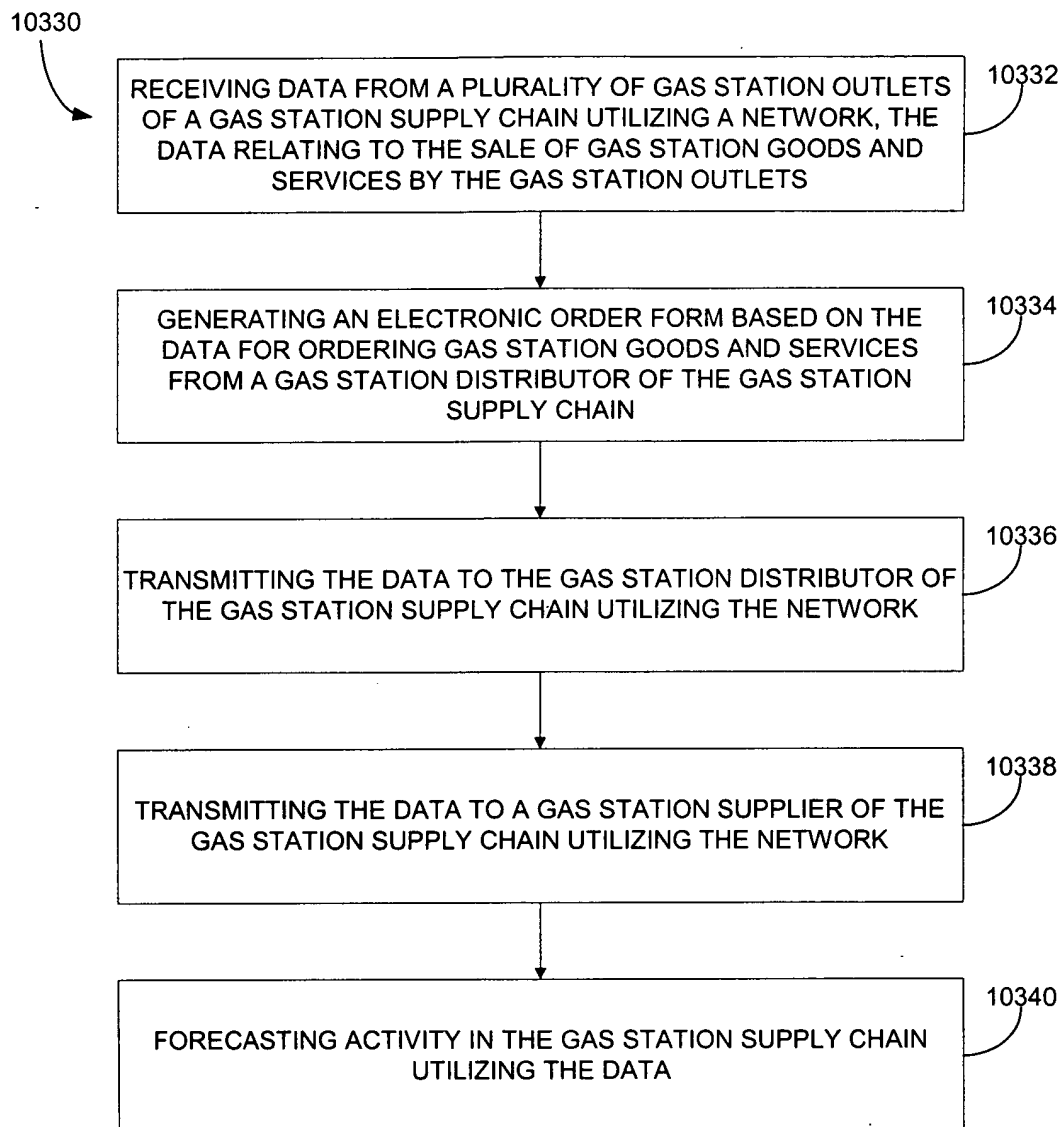 10330
10332
RECEIVING DATA FROM A PLURALITY OF GAS STATION OUTLETS
OF A GAS STATION SUPPLY CHAIN UTILIZING A NETWORK, THE
DATA RELATING TO THE SALE OF GAS STATION GOODS AND
SERVICES BY THE GAS STATION OUTLETS
10334
GENERATING AN ELECTRONIC ORDER FORM BASED ON THE
DATA FOR ORDERING GAS STATION GOODS AND SERVICES
FROM A GAS STATION DISTRIBUTOR OF THE GAS STATION
SUPPLY CHAIN
10336
TRANSMITTING THE DATA TO THE GAS STATION DISTRIBUTOR OF
THE GAS STATION SUPPLY CHAIN UTILIZING THE NETWORK
10338
TRANSMITTING THE DATA TO A GAS STATION SUPPLIER OF THE
GAS STATION SUPPLY CHAIN UTILIZING THE NETWORK
10340
FORECASTING ACTIVITY IN THE GAS STATION SUPPLY CHAIN
UTILIZING THE DATA